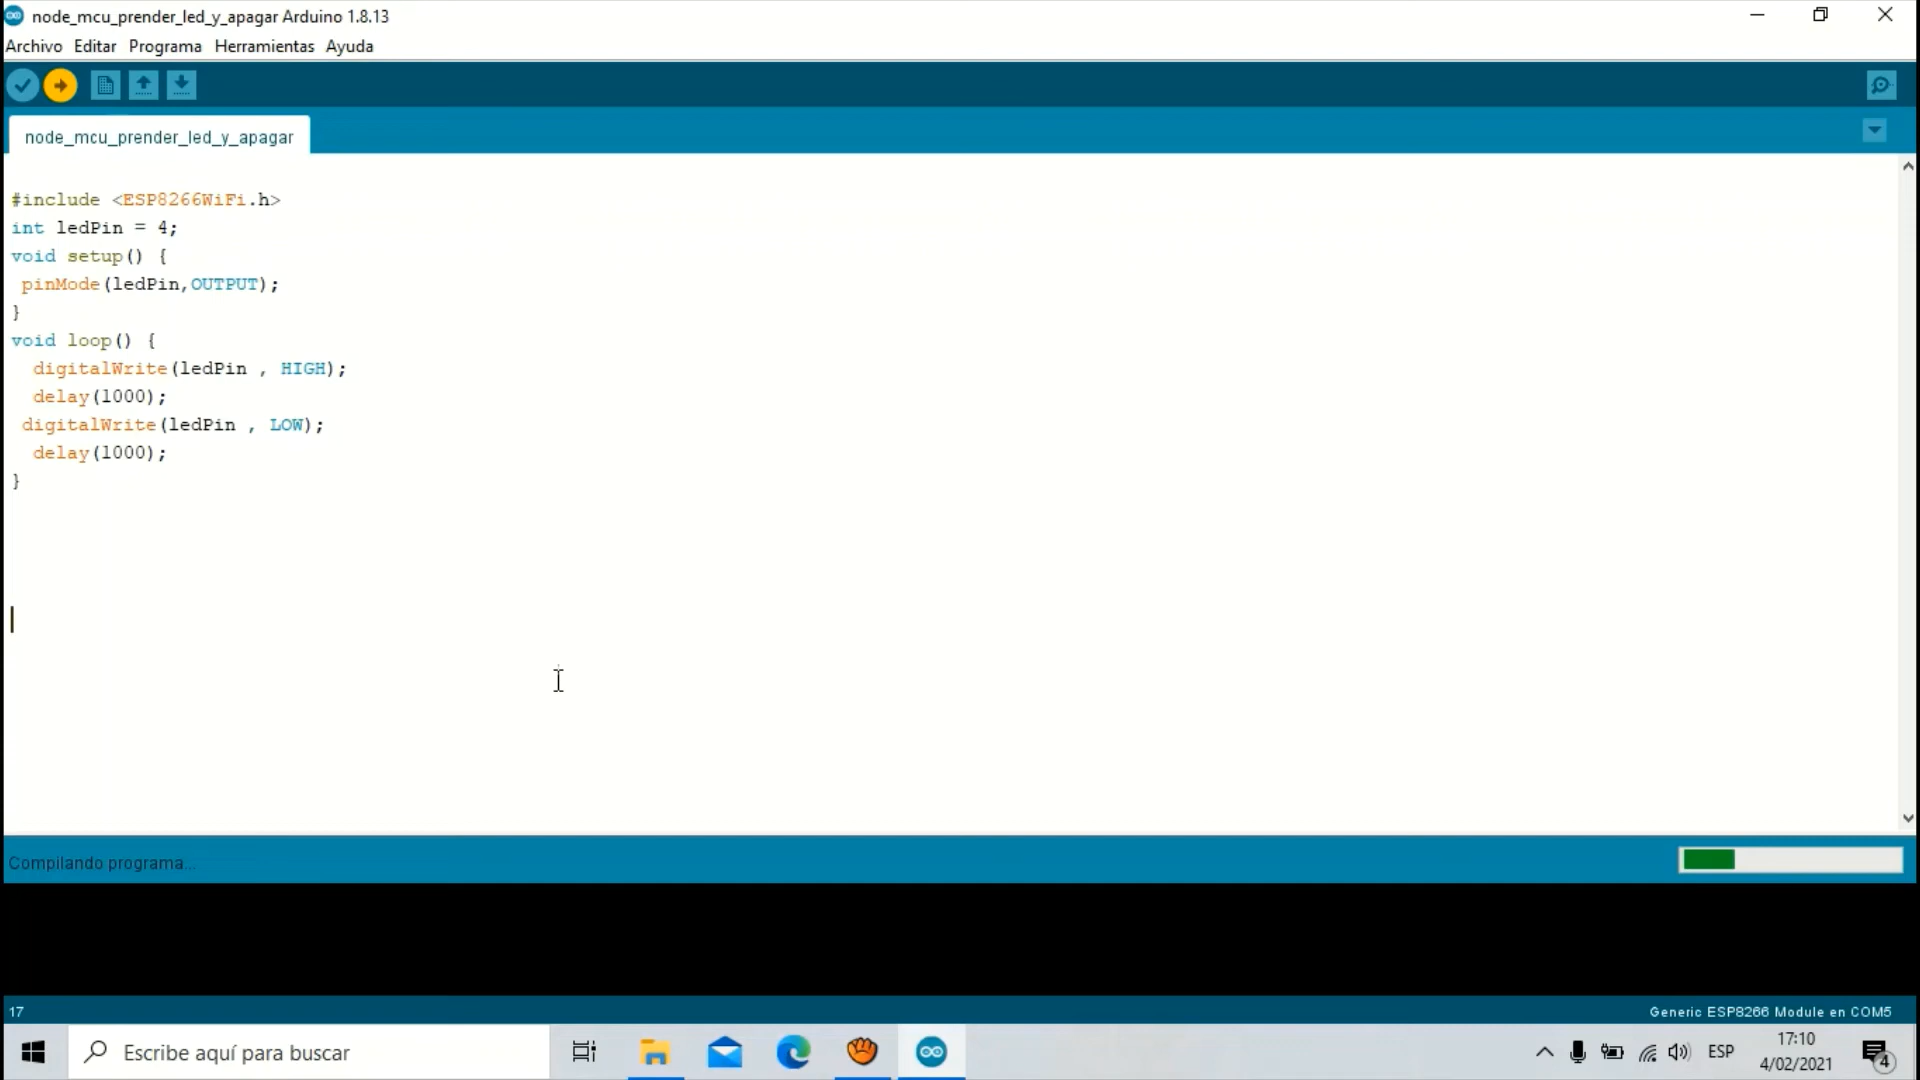 node_mcu_prender_led_y_apagar Arduino 1.8.13
Archivo Editar Programa Herramientas Ayuda
node_mcu_prender_led_y_apagar
#include <ESP8266WiFi.h>
int ledPin = 4;
void setup() {
 pinMode(ledPin,OUTPUT);
}
void loop() {
  digitalWrite(ledPin , HIGH);
  delay(1000);
 digitalWrite(ledPin , LOW);
  delay(1000);
}
Compilando programa...
17
Generic ESP8266 Module en COM5
Escribe aquí para buscar
ESP
17:10
4/02/2021
4